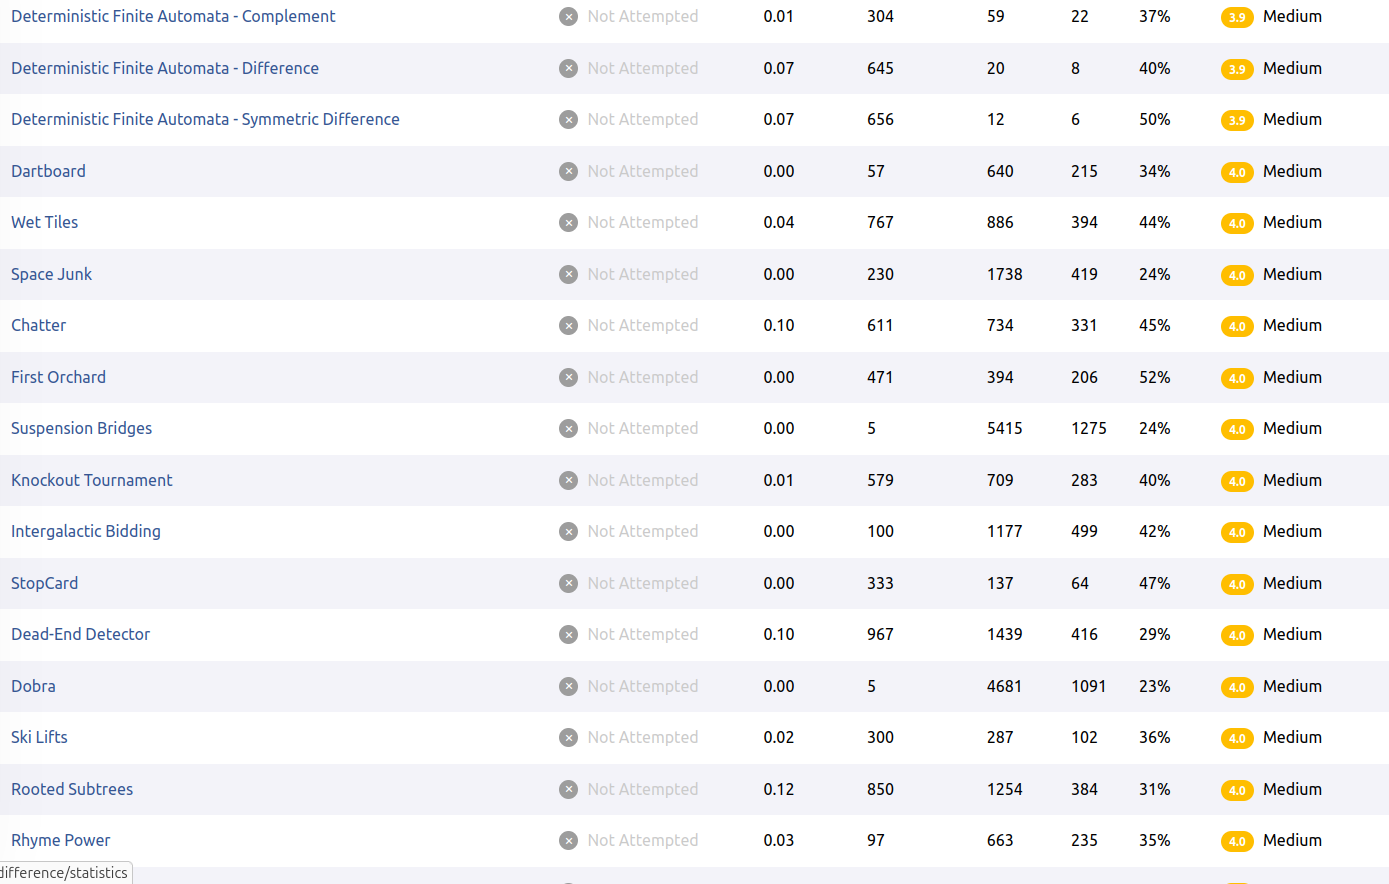 Deterministic Finite Automata - Complement Not Attempted 0.01 304 59 22 37% 3.9 Medium
Deterministic Finite Automata - Difference Not Attempted 0.07 645 20 8 40% 3.9 Medium
Deterministic Finite Automata - Symmetric Difference Not Attempted 0.07 656 12 6 50% 3.9 Medium
Dartboard Not Attempted 0.00 57 640 215 34% 4.0 Medium
Wet Tiles Not Attempted 0.04 767 886 394 44% 4.0 Medium
Space Junk Not Attempted 0.00 230 1738 419 24% 4.0 Medium
Chatter Not Attempted 0.10 611 734 331 45% 4.0 Medium
First Orchard Not Attempted 0.00 471 394 206 52% 4.0 Medium
Suspension Bridges Not Attempted 0.00 5 5415 1275 24% 4.0 Medium
Knockout Tournament Not Attempted 0.01 579 709 283 40% 4.0 Medium
Intergalactic Bidding Not Attempted 0.00 100 1177 499 42% 4.0 Medium
StopCard Not Attempted 0.00 333 137 64 47% 4.0 Medium
Dead-End Detector Not Attempted 0.10 967 1439 416 29% 4.0 Medium
Dobra Not Attempted 0.00 5 4681 1091 23% 4.0 Medium
Ski Lifts Not Attempted 0.02 300 287 102 36% 4.0 Medium
Rooted Subtrees Not Attempted 0.12 850 1254 384 31% 4.0 Medium
Rhyme Power Not Attempted 0.03 97 663 235 35% 4.0 Medium
difference/statistics